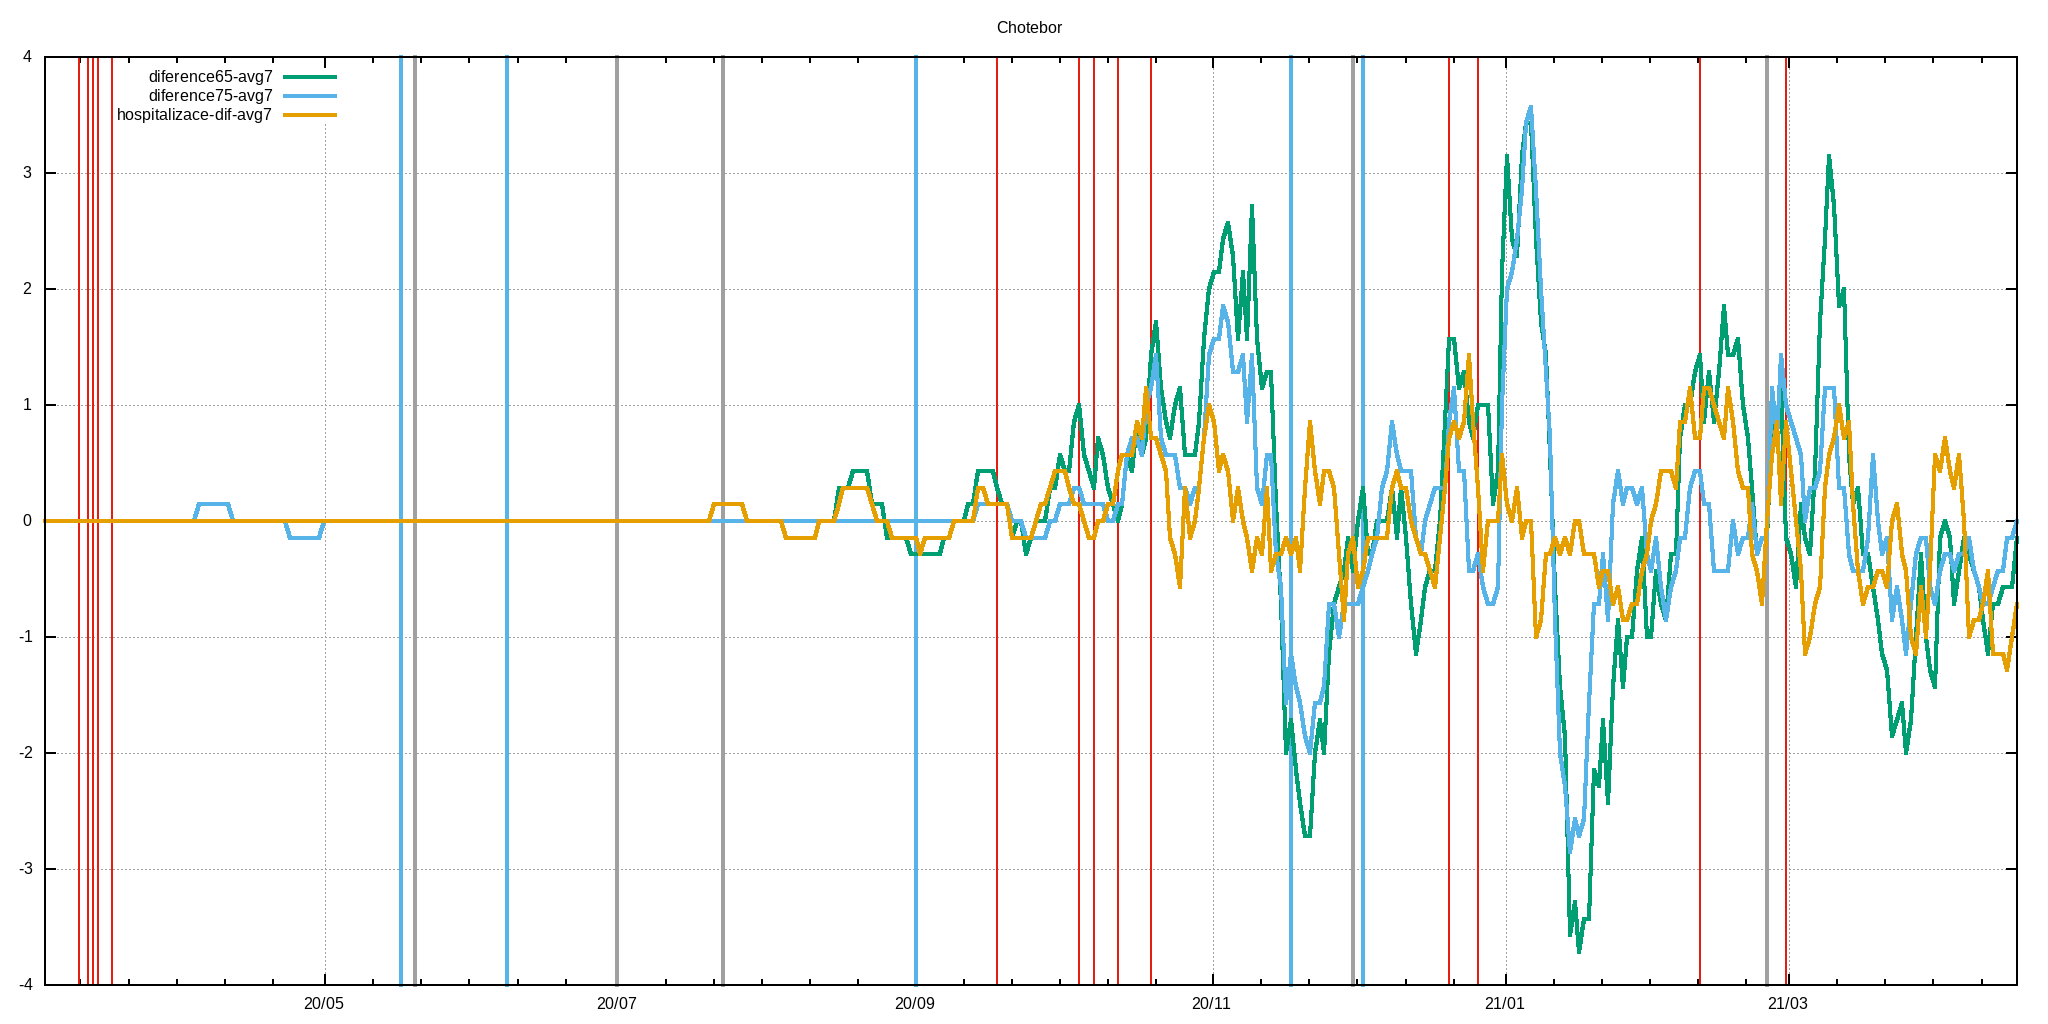 Chotebor
4
diference65-avg7
diference75-avg7
hospitalizace-dif-avg7
3
2
1
0
-1
-2
-3
-4
20/05 20/07 20/09 20/11 21/01 21/03